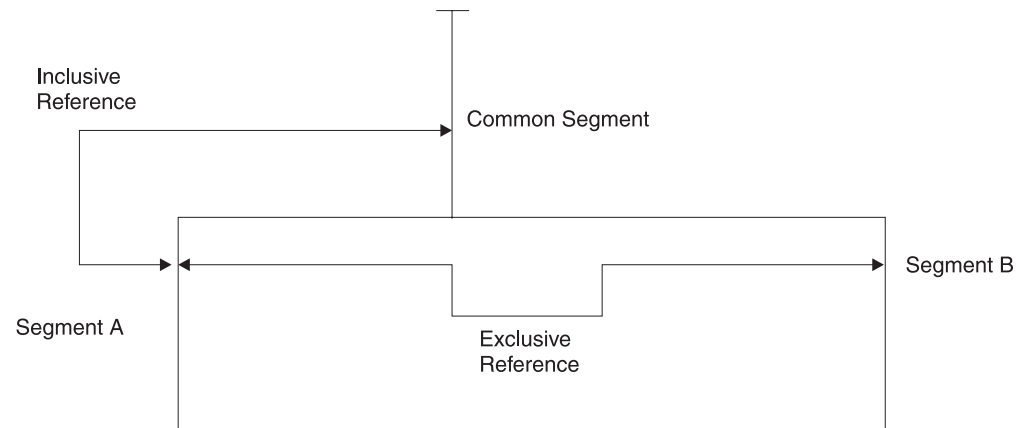 Inclusive
Reference
Common Segment
Segment B
Segment A
Exclusive
Reference